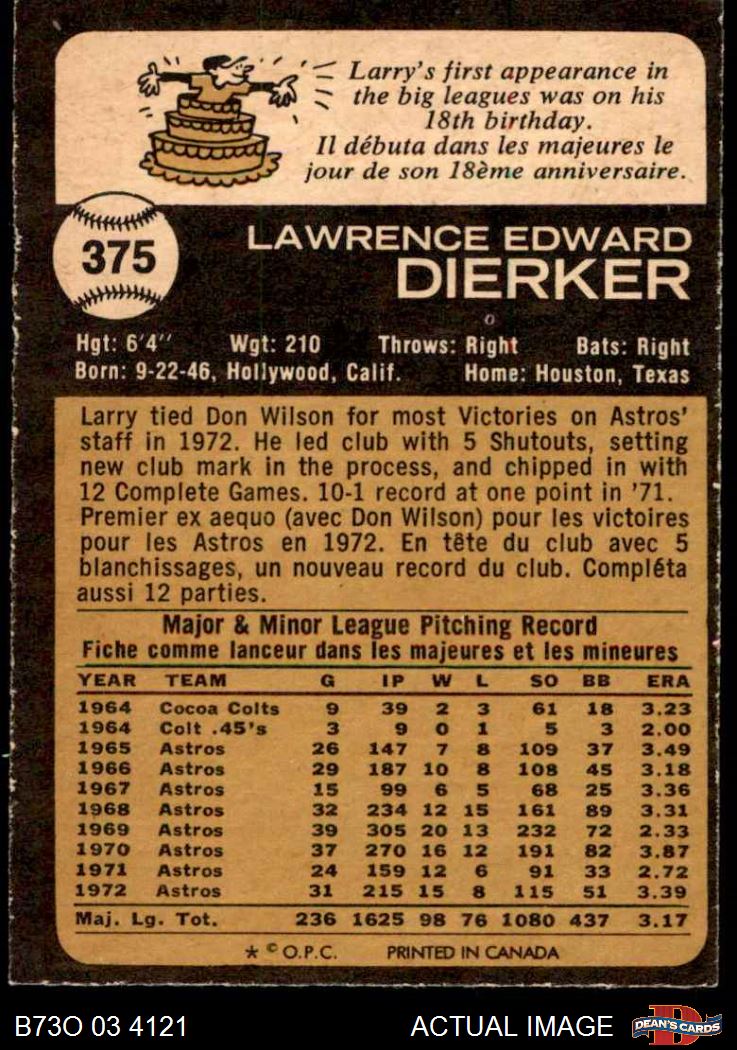 Larry's first appearance in
the big leagues was on his
18th birthday.
Il débuta dans les majeures le
jour de son 18ème anniversaire.
375
LAWRENCE EDWARD
DIERKER
Hgt: 6'4'' Wgt: 210 Throws: Right Bats: Right
Born: 9-22-46, Hollywood, Calif. Home: Houston, Texas
Larry tied Don Wilson for most Victories on Astros'
staff in 1972. He led club with 5 Shutouts, setting
new club mark in the process, and chipped in with
12 Complete Games. 10-1 record at one point in '71.
Premier ex aequo (avec Don Wilson) pour les victoires
pour les Astros en 1972. En tête du club avec 5
blanchissages, un nouveau record du club. Compléta
aussi 12 parties.
Major & Minor League Pitching Record
Fiche comme lanceur dans les majeures et les mineures
YEAR TEAM G IP W L SO BB ERA
1964 Cocoa Colts 9 39 2 3 61 18 3.23
1964 Colt .45's 3 9 0 1 5 3 2.00
1965 Astros 26 147 7 8 109 37 3.49
1966 Astros 29 187 10 8 108 45 3.18
1967 Astros 15 99 6 5 68 25 3.36
1968 Astros 32 234 12 15 161 89 3.31
1969 Astros 39 305 20 13 232 72 2.33
1970 Astros 37 270 16 12 191 82 3.87
1971 Astros 24 159 12 6 91 33 2.72
1972 Astros 31 215 15 8 115 51 3.39
Maj. Lg. Tot. 236 1625 98 76 1080 437 3.17
* © O.P.C. PRINTED IN CANADA
B73O 03 4121 ACTUAL IMAGE DEAN'S CARDS